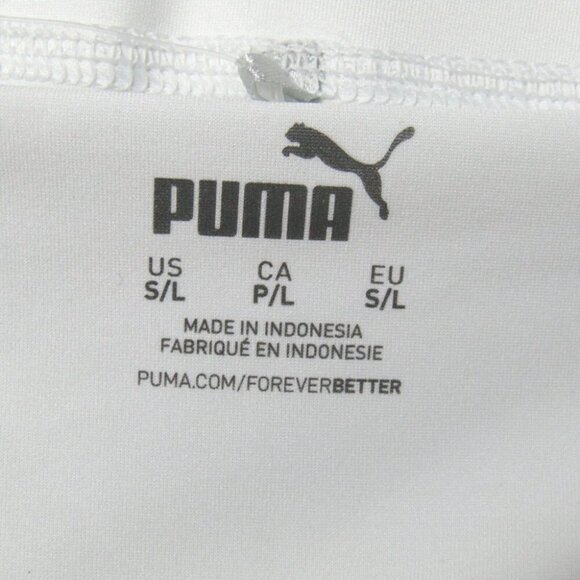 PUMA
US CA EU
S/L P/L S/L
MADE IN INDONESIA
FABRIQUÉ EN INDONESIE
PUMA.COM/FOREVERBETTER